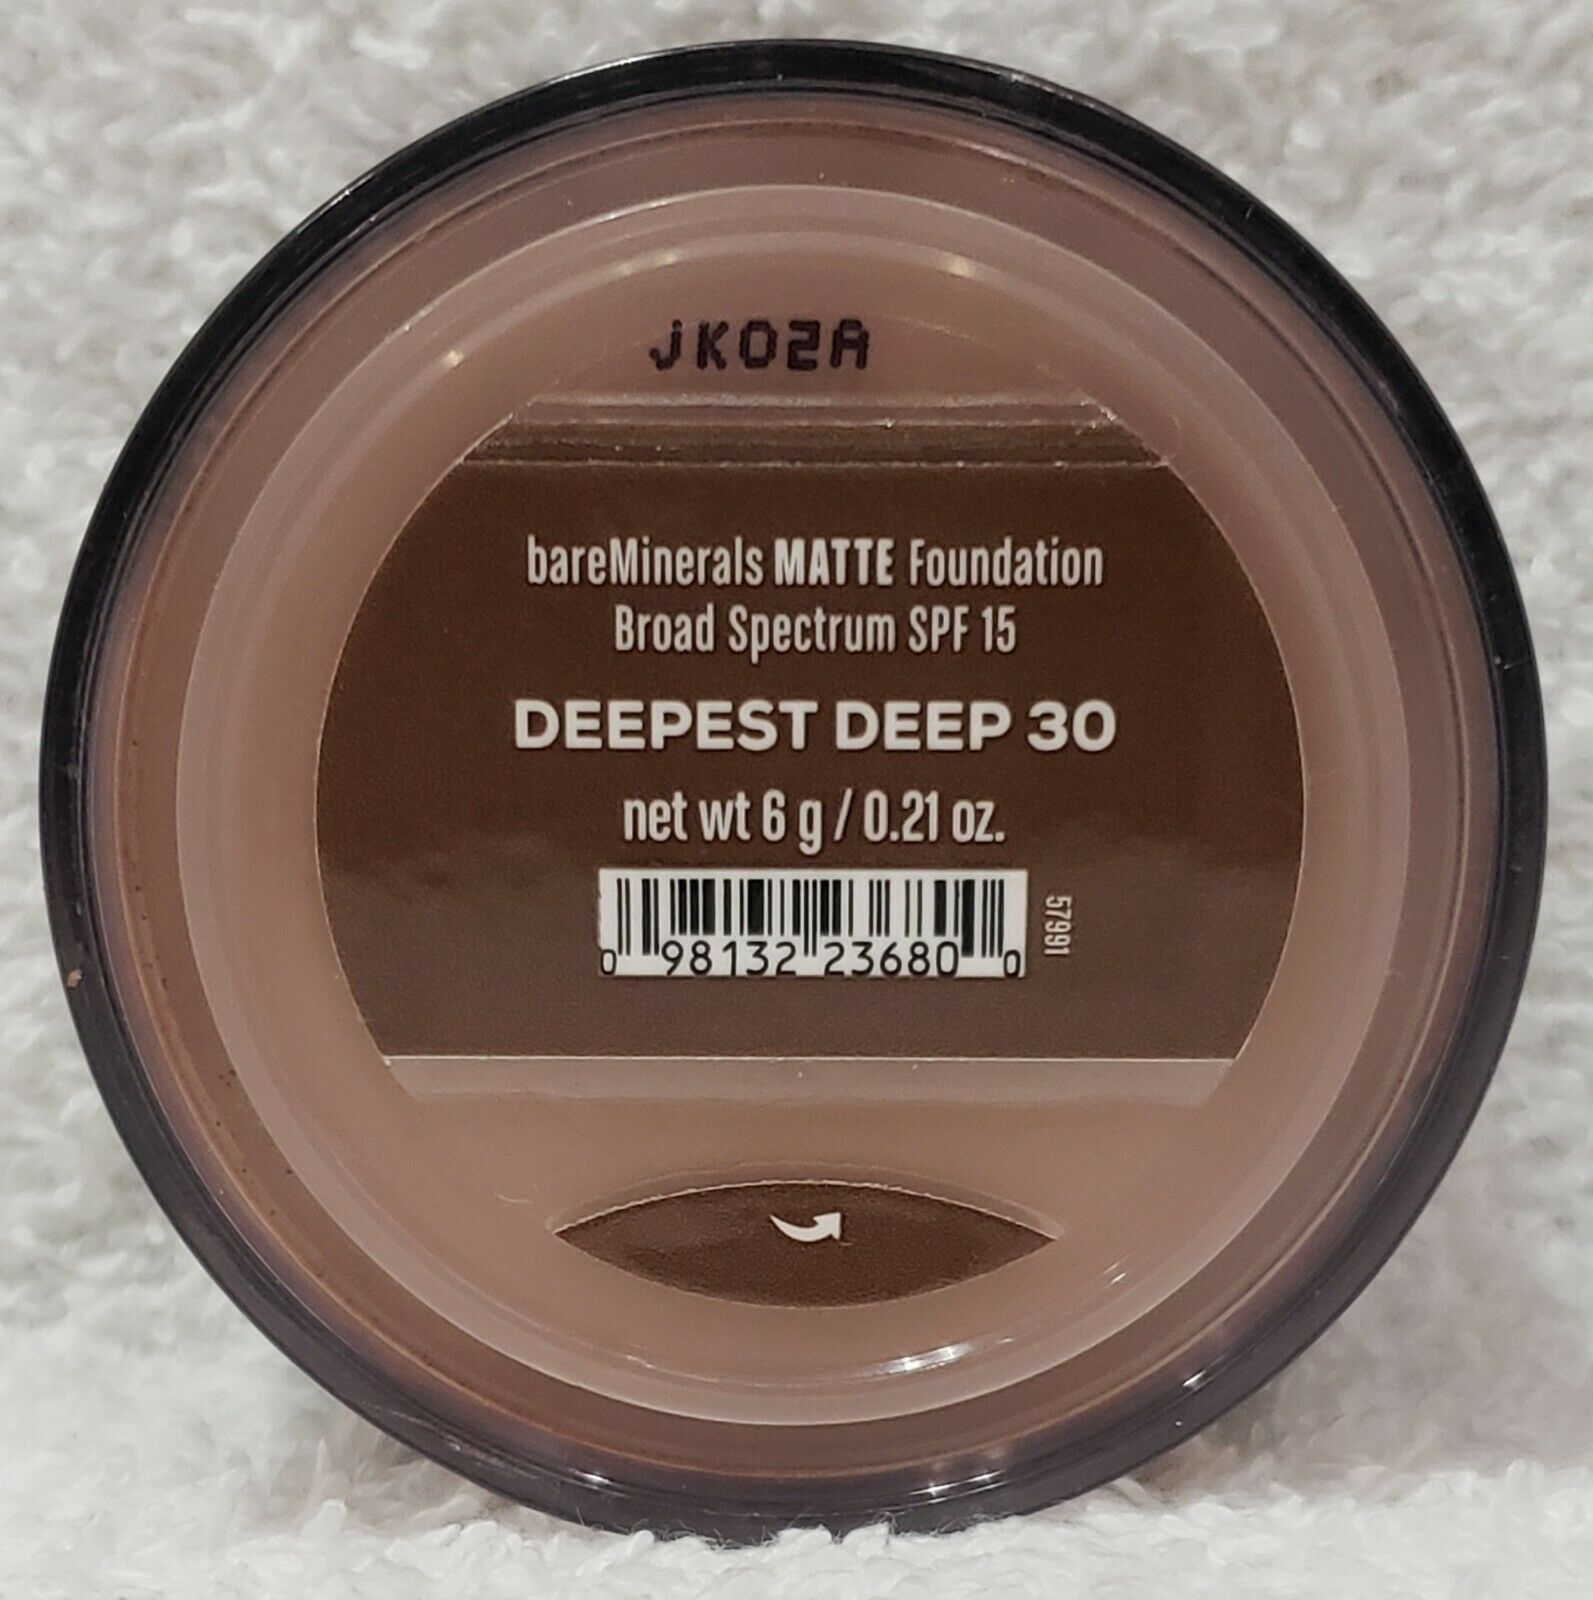 JK02A
bareMinerals MATTE Foundation
Broad Spectrum SPF 15
DEEPEST DEEP 30
net wt 6 g / 0.21 oz.
0 98132 23680 0
57991